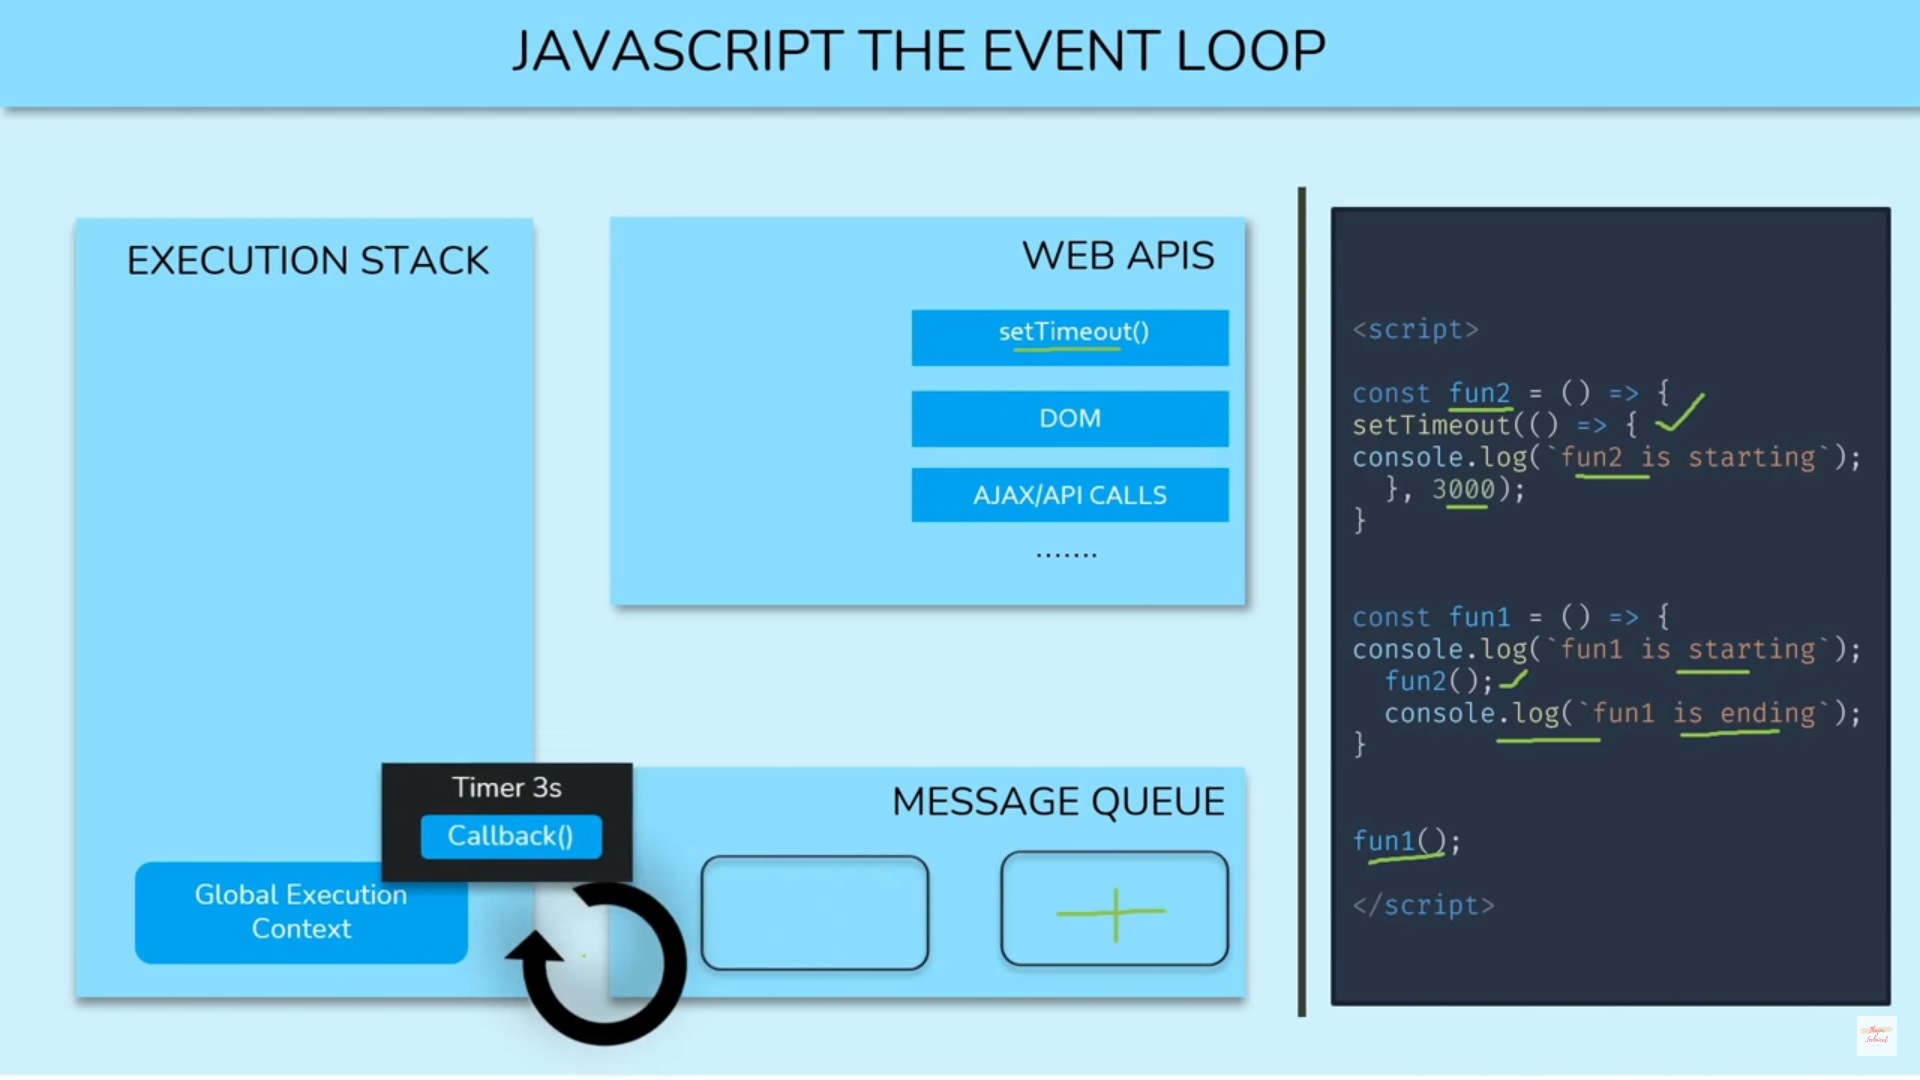 JAVASCRIPT THE EVENT LOOP
EXECUTION STACK
WEB APIS
setTimeout()
DOM
AJAX/API CALLS
.......
Timer 3s
Callback()
Global Execution
Context
MESSAGE QUEUE
<script>
const fun2 = () => {
setTimeout(() => {
console.log(`fun2 is starting`);
}, 3000);
}
const fun1 = () => {
console.log(`fun1 is starting`);
fun2();
console.log(`fun1 is ending`);
}
fun1();
</script>